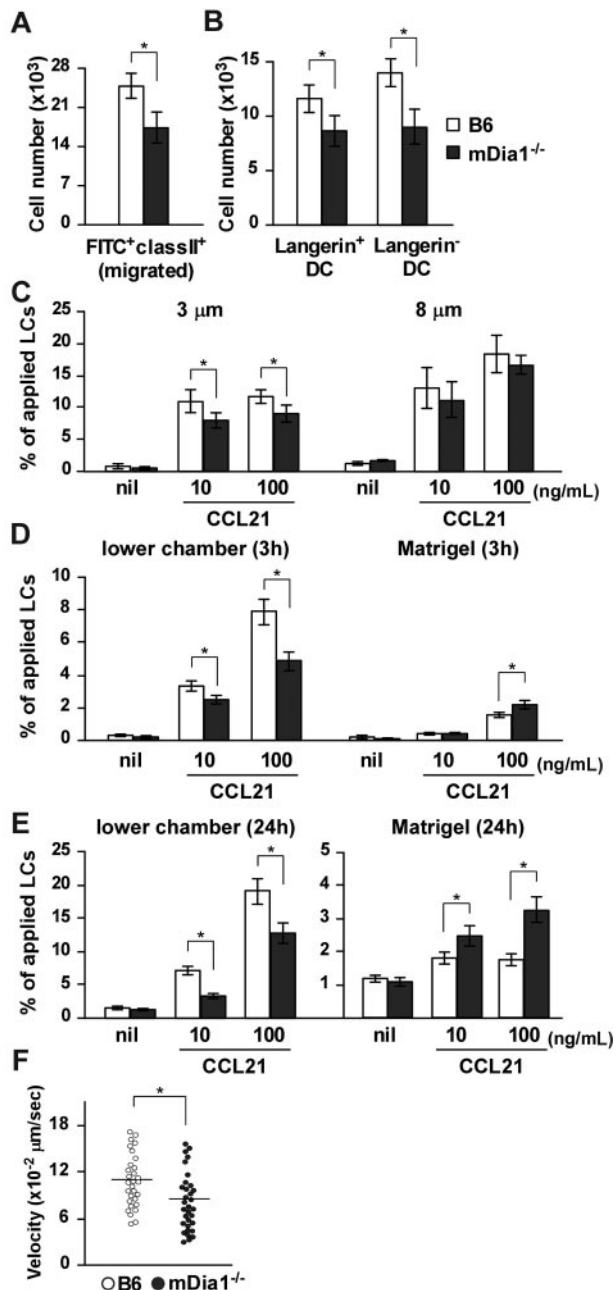 A
B
Cell number (x10³)
28
21
14
7
0
*
FITC⁺classII⁺
(migrated)
Cell number (x10³)
15
10
5
0
*
*
Langerin⁺
DC
Langerin⁻
DC
B6
mDia1⁻/⁻
C
3 μm
8 μm
% of applied LCs
25
20
15
10
5
0
*
*
nil
10
100
nil
10
100
(ng/mL)
CCL21
CCL21
D
lower chamber (3h)
Matrigel (3h)
% of applied LCs
10
8
6
4
2
0
*
*
*
nil
10
100
nil
10
100
(ng/mL)
CCL21
CCL21
E
lower chamber (24h)
Matrigel (24h)
% of applied LCs
25
20
15
10
5
0
*
*
5
4
3
2
1
*
*
nil
10
100
nil
10
100
(ng/mL)
CCL21
CCL21
F
Velocity (x10⁻² μm/sec)
18
12
6
0
*
B6
mDia1⁻/⁻